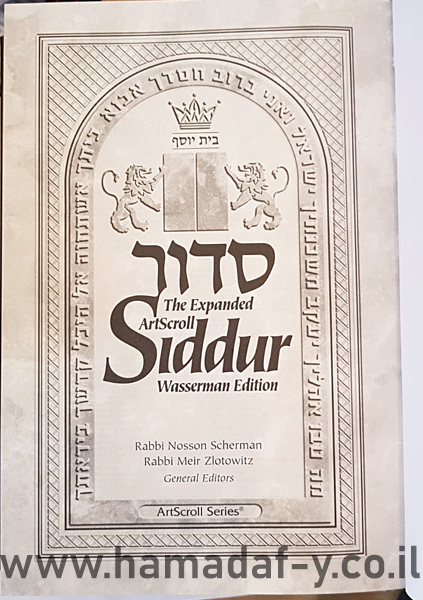 מה טבו אהליך יעקב משכנותיך ישראל ואני ברוב חסדך אבוא ביתך אשתחוה אל היכל קדשך ביראתך
בית יוסף
סדור
The Expanded
ArtScroll
Siddur
Wasserman Edition
Rabbi Nosson Scherman
Rabbi Meir Zlotowitz
General Editors
ArtScroll Series®
www.hamadaf-y.co.il